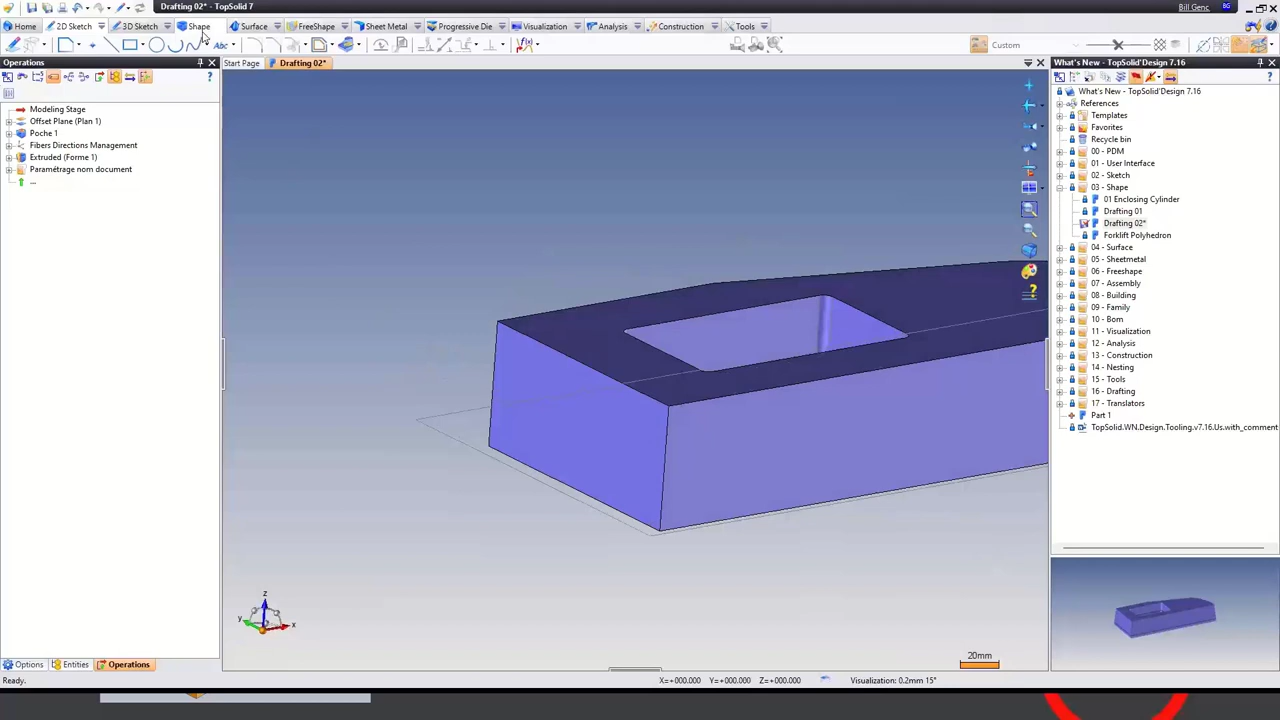 Drafting 02* - TopSolid 7
Bill Genc
Home 2D Sketch 3D Sketch Shape Surface FreeShape Sheet Metal Progressive Die Visualization Analysis Construction Tools
Abc Custom
Operations
Start Page Drafting 02*
What's New - TopSolid'Design 7.16
Modeling Stage
Offset Plane (Plan 1)
Poche 1
Fibers Directions Management
Extruded (Forme 1)
Paramétrage nom document
...
What's New - TopSolid'Design 7.16
References
Templates
Favorites
Recycle bin
00 - PDM
01 - User Interface
02 - Sketch
03 - Shape
01 Enclosing Cylinder
Drafting 01
Drafting 02*
Forklift Polyhedron
04 - Surface
05 - Sheetmetal
06 - Freeshape
07 - Assembly
08 - Building
09 - Family
10 - Bom
11 - Visualization
12 - Analysis
13 - Construction
14 - Nesting
15 - Tools
16 - Drafting
17 - Translators
Part 1
TopSolid.WN.Design.Tooling.v7.16.Us.with_comment
z
y
x
20mm
Options Entities Operations
Ready.
X=+000.000 Y=+000.000 Z=+000.000 Visualization: 0.2mm 15°